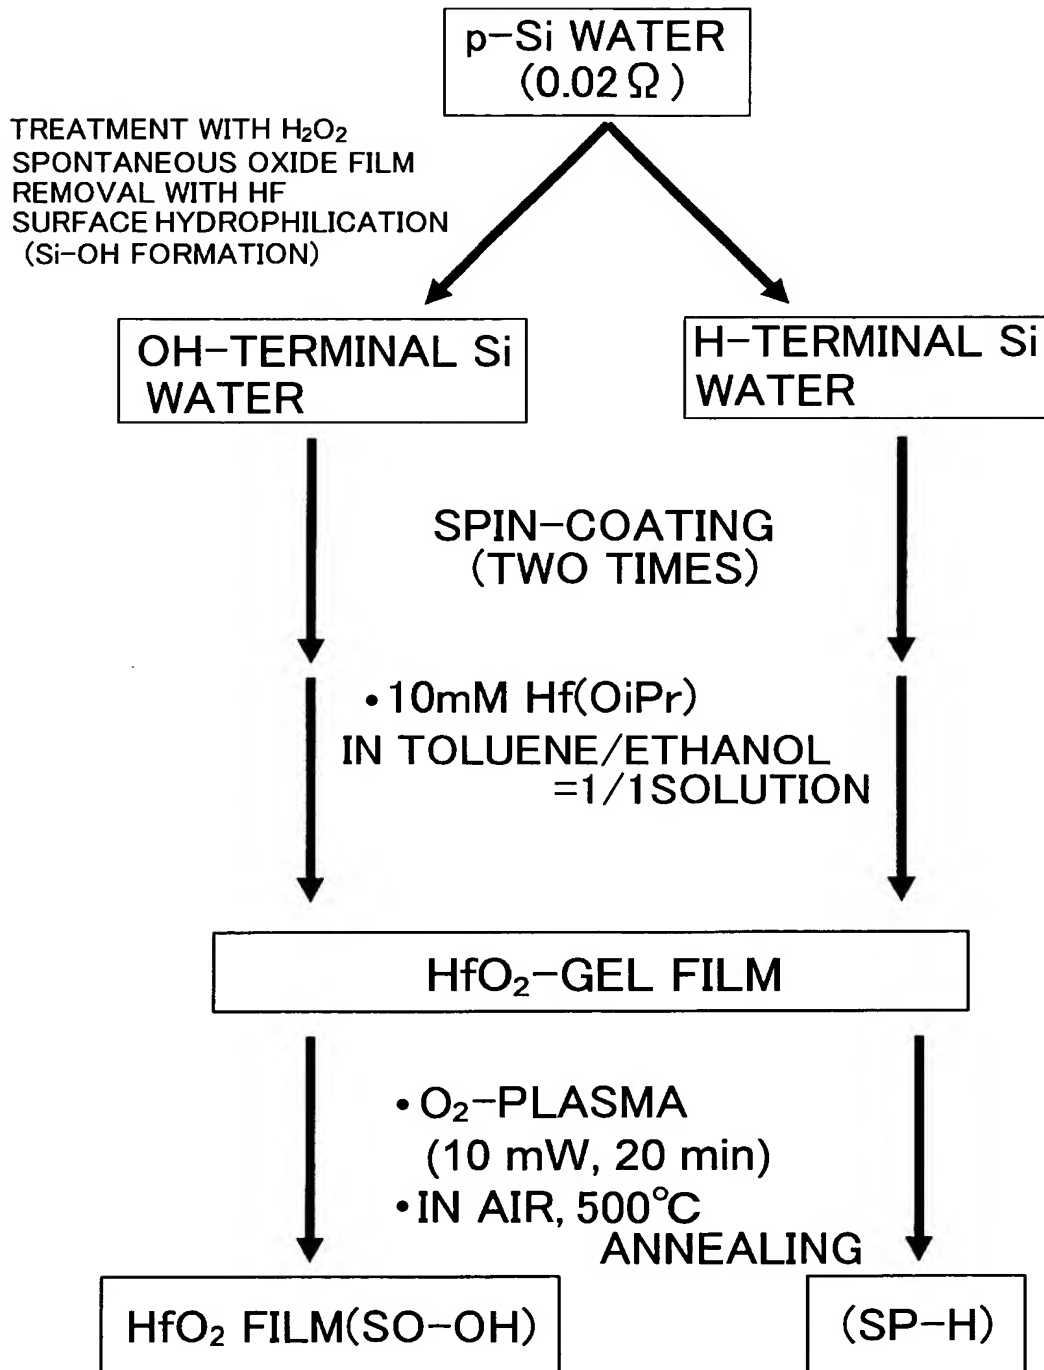 p-Si WATER
(0.02Ω)
TREATMENT WITH H₂O₂
SPONTANEOUS OXIDE FILM
REMOVAL WITH HF
SURFACE HYDROPHILICATION
(Si-OH FORMATION)
OH-TERMINAL Si
WATER
H-TERMINAL Si
WATER
SPIN-COATING
(TWO TIMES)
•10mM Hf(OiPr)
IN TOLUENE/ETHANOL
=1/1SOLUTION
HfO₂-GEL FILM
•O₂-PLASMA
(10 mW, 20 min)
•IN AIR, 500℃
ANNEALING
HfO₂ FILM(SO-OH)
(SP-H)